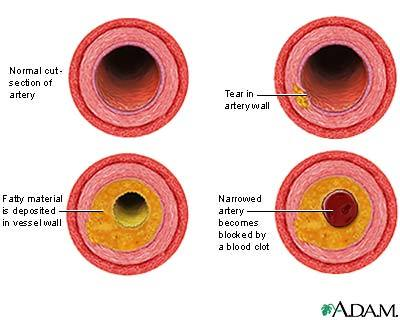 Normal cut-
section of
artery
Tear in
artery wall
Fatty material
is deposited
in vessel wall
Narrowed
artery
becomes
blocked by
a blood clot
ADAM.